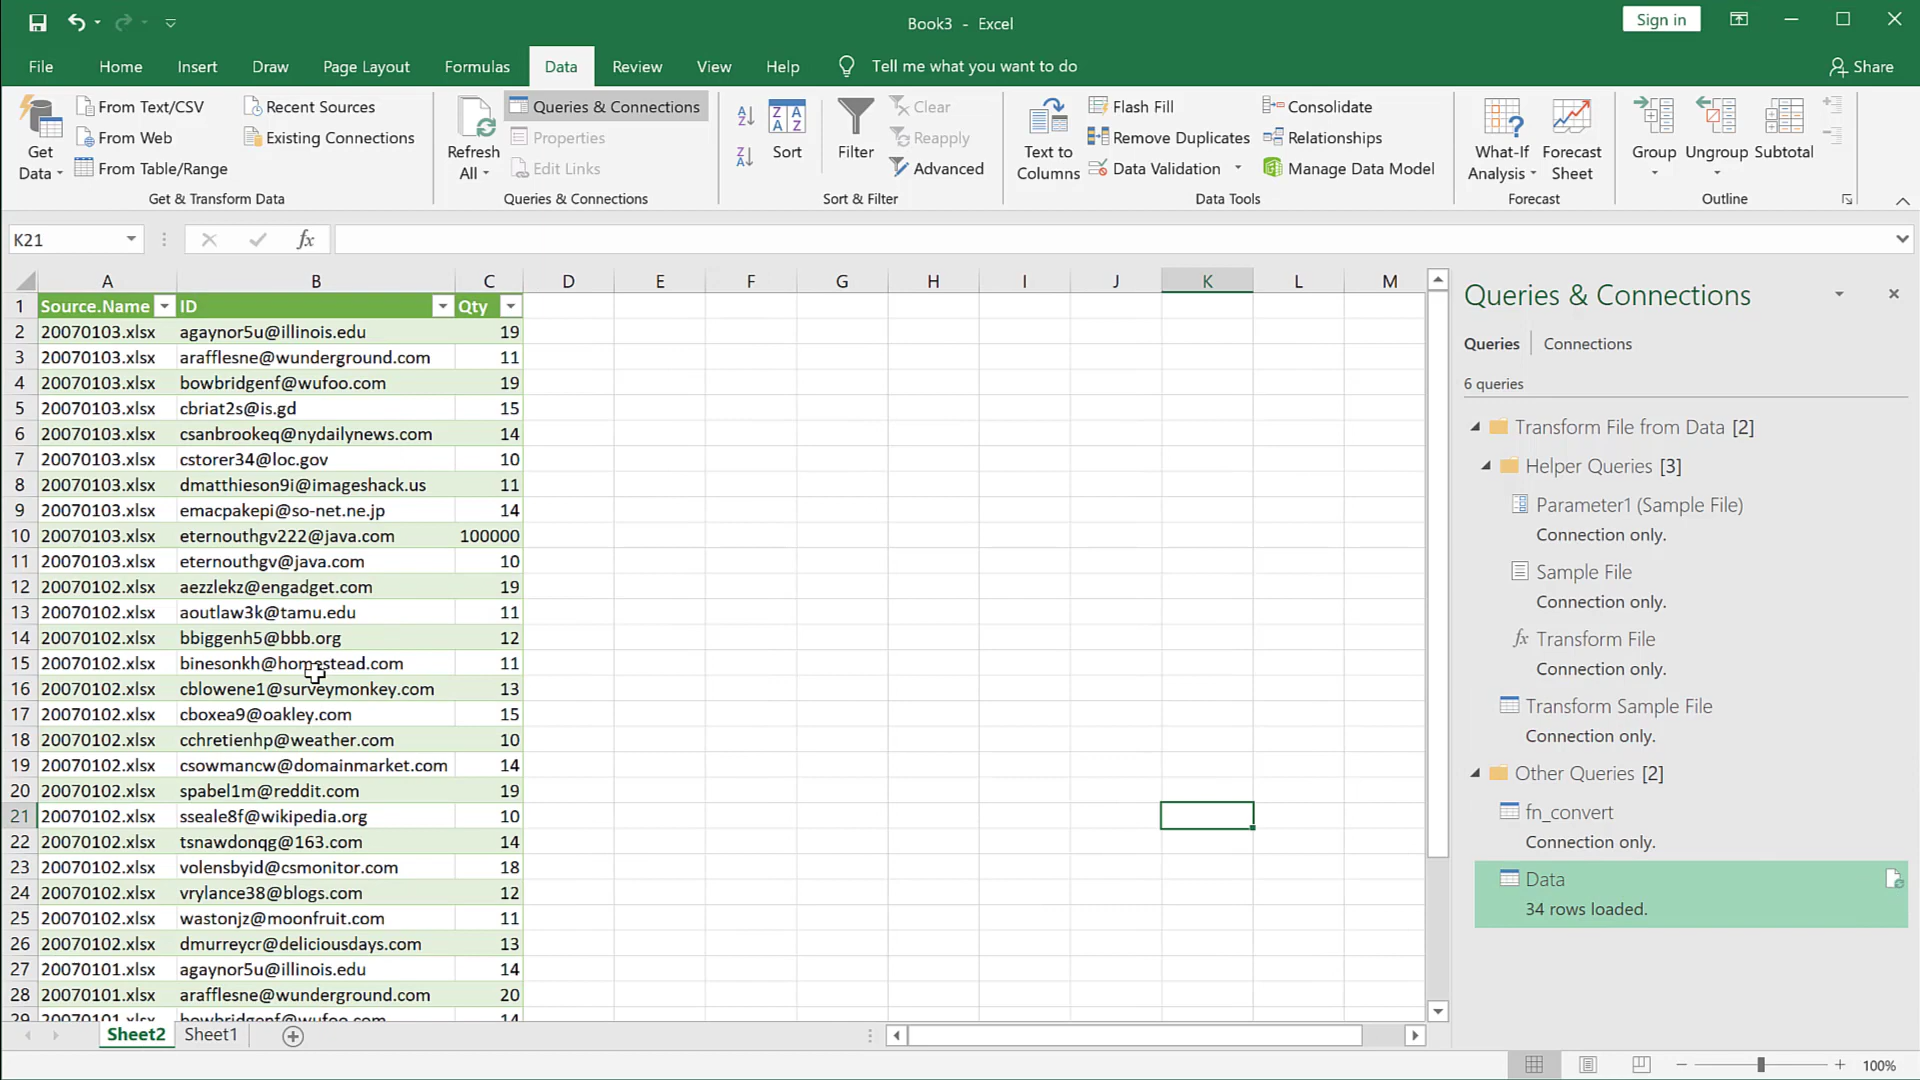 Book3 - Excel
Sign in
File Home Insert Draw Page Layout Formulas Data Review View Help Tell me what you want to do Share
Get Data
From Text/CSV
From Web
From Table/Range
Recent Sources
Existing Connections
Get & Transform Data
Refresh All
Queries & Connections
Properties
Edit Links
Queries & Connections
Sort
Filter
Clear
Reapply
Advanced
Sort & Filter
Text to Columns
Flash Fill
Remove Duplicates
Data Validation
Consolidate
Relationships
Manage Data Model
Data Tools
What-If Analysis
Forecast Sheet
Forecast
Group
Ungroup
Subtotal
Outline
K21
fx
A B C D E F G H I J K L M
1 Source.Name ID Qty
2 20070103.xlsx agaynor5u@illinois.edu 19
3 20070103.xlsx arafflesne@wunderground.com 11
4 20070103.xlsx bowbridgenf@wufoo.com 19
5 20070103.xlsx cbriat2s@is.gd 15
6 20070103.xlsx csanbrookeq@nydailynews.com 14
7 20070103.xlsx cstorer34@loc.gov 10
8 20070103.xlsx dmatthieson9i@imageshack.us 11
9 20070103.xlsx emacpakepi@so-net.ne.jp 14
10 20070103.xlsx eternouthgv222@java.com 100000
11 20070103.xlsx eternouthgv@java.com 10
12 20070102.xlsx aezzlekz@engadget.com 19
13 20070102.xlsx aoutlaw3k@tamu.edu 11
14 20070102.xlsx bbiggenh5@bbb.org 12
15 20070102.xlsx binesonkh@homestead.com 11
16 20070102.xlsx cblowene1@surveymonkey.com 13
17 20070102.xlsx cboxea9@oakley.com 15
18 20070102.xlsx cchretienhp@weather.com 10
19 20070102.xlsx csowmancw@domainmarket.com 14
20 20070102.xlsx spabel1m@reddit.com 19
21 20070102.xlsx sseale8f@wikipedia.org 10
22 20070102.xlsx tsnawdonqg@163.com 14
23 20070102.xlsx volensbyid@csmonitor.com 18
24 20070102.xlsx vrylance38@blogs.com 12
25 20070102.xlsx wastonjz@moonfruit.com 11
26 20070102.xlsx dmurreycr@deliciousdays.com 13
27 20070101.xlsx agaynor5u@illinois.edu 14
28 20070101.xlsx arafflesne@wunderground.com 20
29 20070101.xlsx bowbridgenf@wufoo.com 14
Sheet2 Sheet1
100%
Queries & Connections
Queries Connections
6 queries
Transform File from Data [2]
Helper Queries [3]
Parameter1 (Sample File)
Connection only.
Sample File
Connection only.
fx Transform File
Connection only.
Transform Sample File
Connection only.
Other Queries [2]
fn_convert
Connection only.
Data
34 rows loaded.